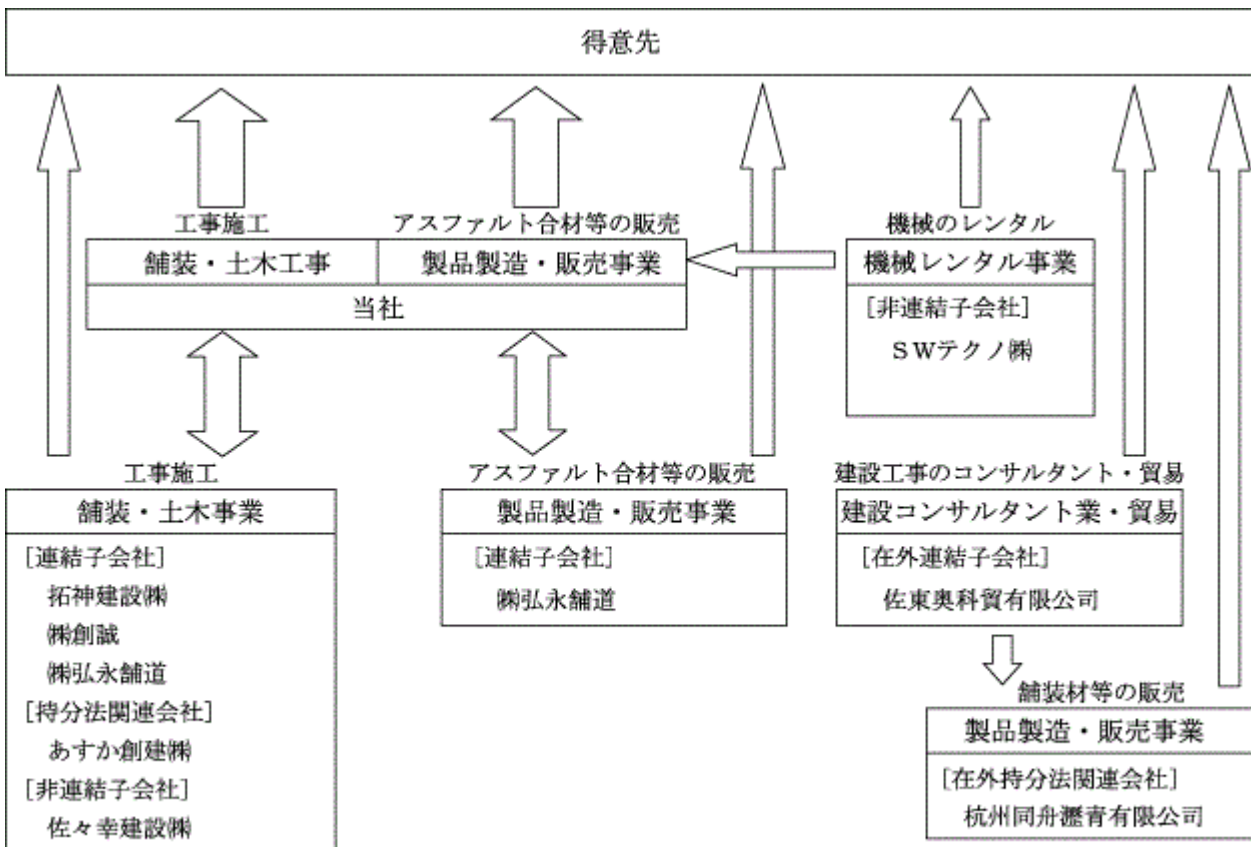 得意先
工事施工
アスファルト合材等の販売
機械のレンタル
舗装・土木工事
製品製造・販売事業
当社
機械レンタル事業
[非連結子会社]
SWテクノ㈱
工事施工
舗装・土木事業
[連結子会社]
拓神建設㈱
㈱創誠
㈱弘永舗道
[持分法関連会社]
あすか創建㈱
[非連結子会社]
佐々幸建設㈱
アスファルト合材等の販売
製品製造・販売事業
[連結子会社]
㈱弘永舗道
建設工事のコンサルタント・貿易
建設コンサルタント業・貿易
[在外連結子会社]
佐東奥科貿有限公司
舗装材等の販売
製品製造・販売事業
[在外持分法関連会社]
杭州同舟瀝青有限公司